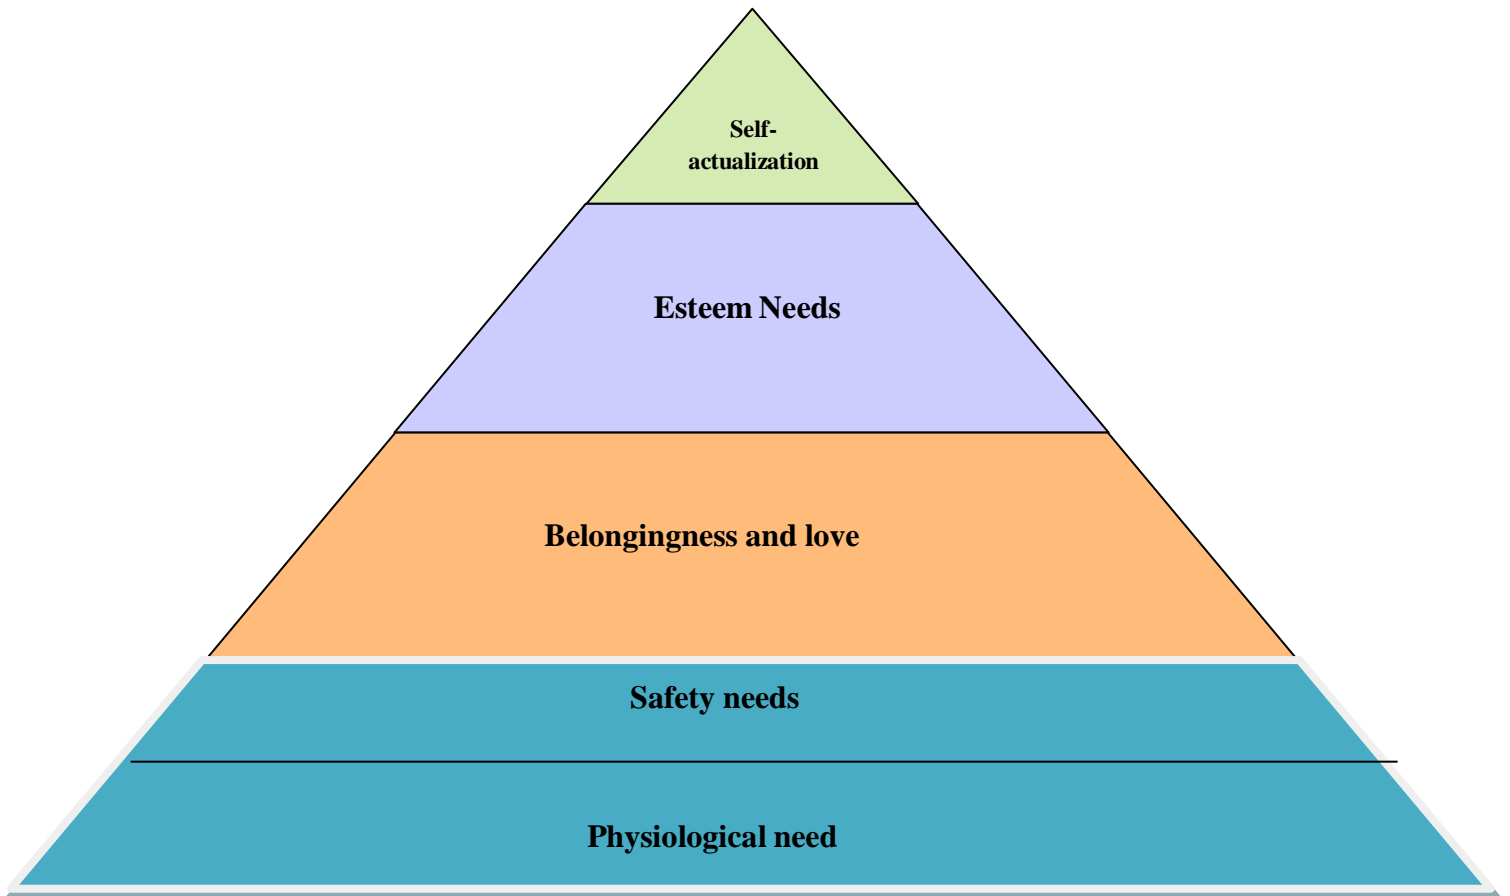 Self-
actualization
Esteem Needs
Belongingness and love
Safety needs
Physiological need